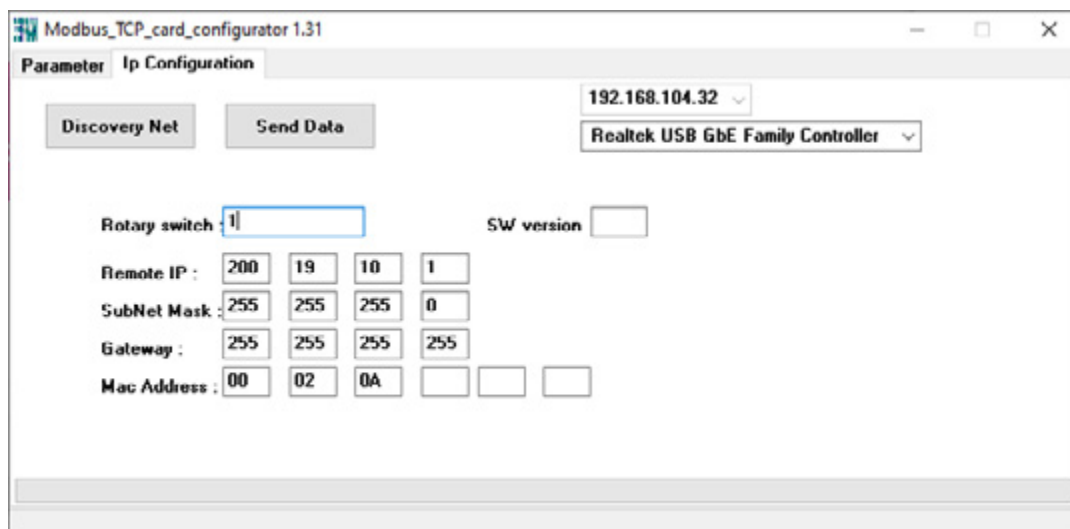 Modbus_TCP_card_configurator 1.31
Parameter Ip Configuration
192.168.104.32
Discovery Net Send Data
Realtek USB GbE Family Controller
Rotary switch : 1 SW version
Remote IP : 200 19 10 1
SubNet Mask : 255 255 255 0
Gateway : 255 255 255 255
Mac Address : 00 02 0A